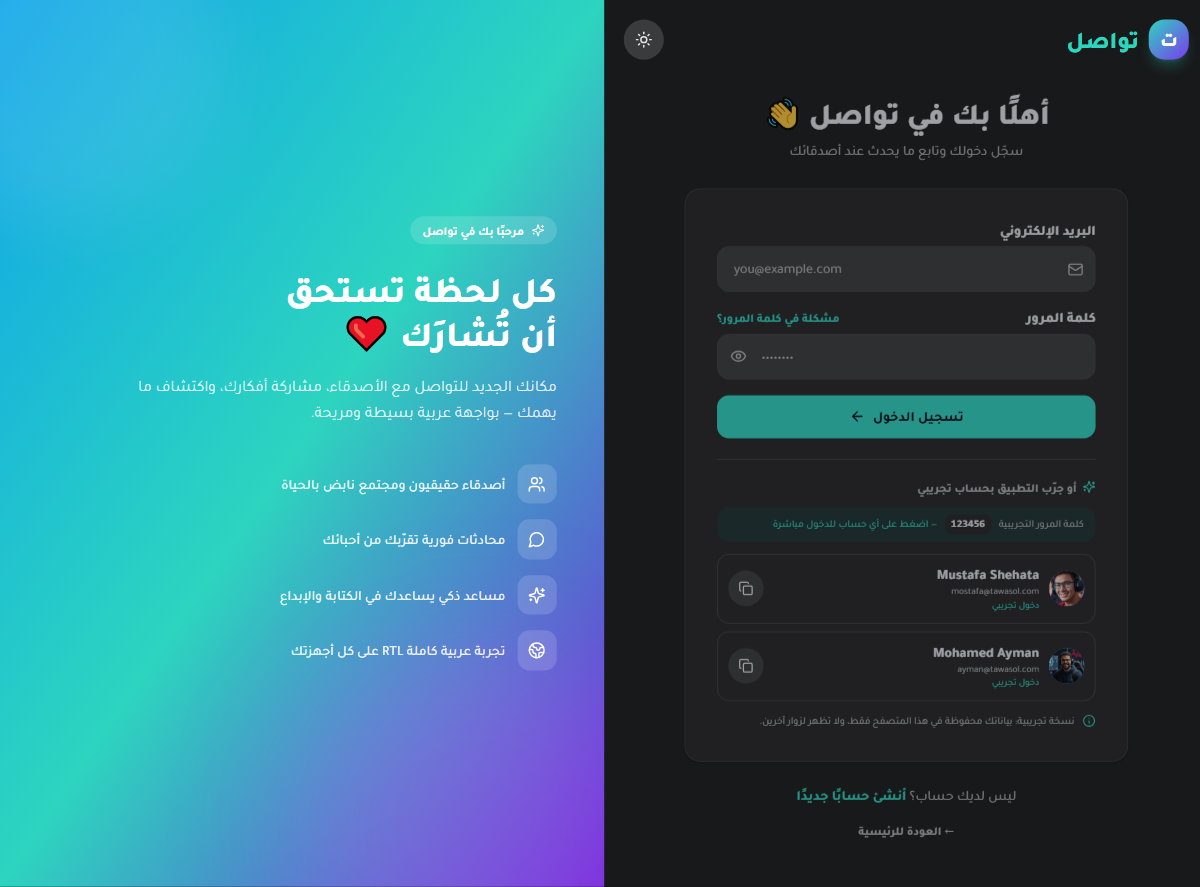 ت تواصل
أهلًا بك في تواصل 👋
سجّل دخولك وتابع ما يحدث عند أصدقائك
البريد الإلكتروني
you@example.com
كلمة المرور
مشكلة في كلمة المرور؟
••••••••
تسجيل الدخول ←
أو جرّب التطبيق بحساب تجريبي
كلمة المرور التجريبية 123456 – اضغط على أي حساب للدخول مباشرة
Mustafa Shehata
mostafa@tawasol.com
دخول تجريبي
Mohamed Ayman
ayman@tawasol.com
دخول تجريبي
نسخة تجريبية: بياناتك محفوظة في هذا المتصفح فقط، ولا تظهر لزوار آخرين.
ليس لديك حساب؟ أنشئ حسابًا جديدًا
← العودة للرئيسية
مرحبًا بك في تواصل
كل لحظة تستحق
أن تُشارَك ❤️
مكانك الجديد للتواصل مع الأصدقاء، مشاركة أفكارك، واكتشاف ما
يهمك – بواجهة عربية بسيطة ومريحة.
أصدقاء حقيقيون ومجتمع نابض بالحياة
محادثات فورية تقرّبك من أحبائك
مساعد ذكي يساعدك في الكتابة والإبداع
تجربة عربية كاملة RTL على كل أجهزتك